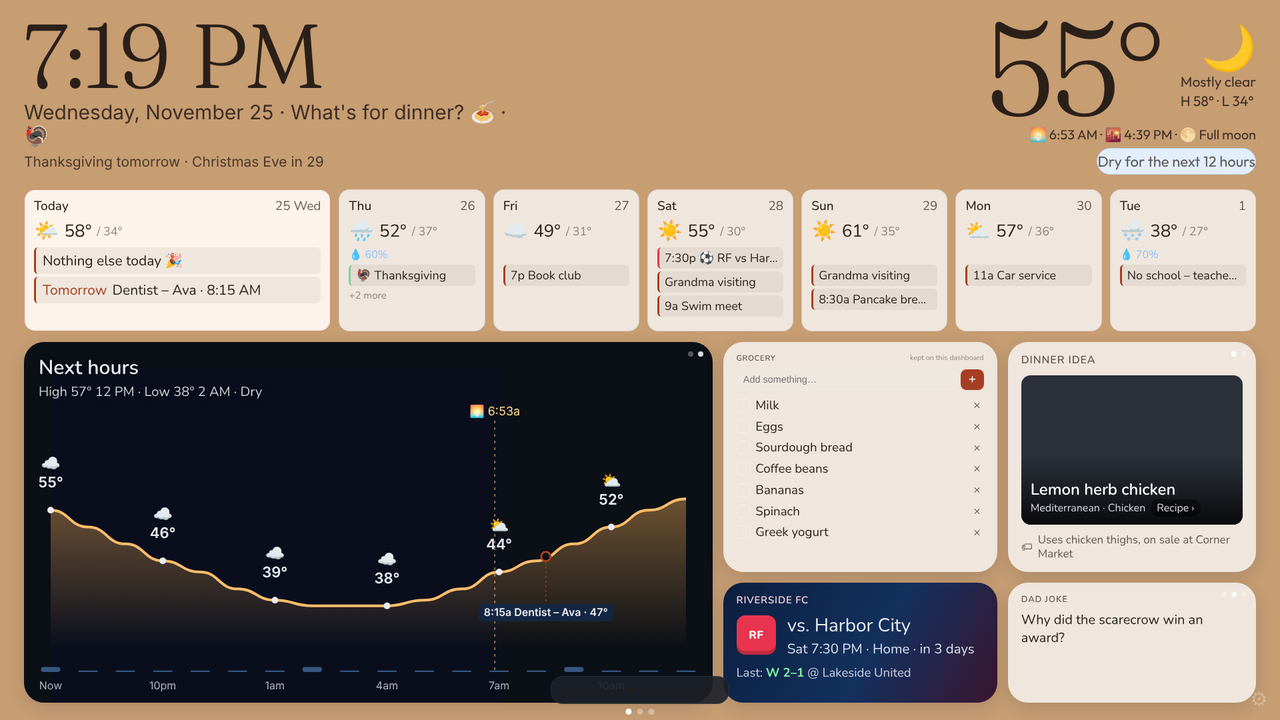 7:19 PM
Wednesday, November 25 · What's for dinner? 🍝 ·
🦃
Thanksgiving tomorrow · Christmas Eve in 29
55°
Mostly clear
H 58° · L 34°
🌅 6:53 AM · 🌇 4:39 PM · 🌕 Full moon
Dry for the next 12 hours
Today 25 Wed
58° / 34°
Nothing else today 🎉
Tomorrow Dentist – Ava · 8:15 AM
Thu 26
52° / 37°
💧 60%
🦃 Thanksgiving
+2 more
Fri 27
49° / 31°
7p Book club
Sat 28
55° / 30°
7:30p ⚽ RF vs Har...
Grandma visiting
9a Swim meet
Sun 29
61° / 35°
Grandma visiting
8:30a Pancake bre...
Mon 30
57° / 36°
11a Car service
Tue 1
38° / 27°
💧 70%
No school – teache...
Next hours
High 57° 12 PM · Low 38° 2 AM · Dry
🌅 6:53a
55°
46°
39°
38°
44°
52°
8:15a Dentist – Ava · 47°
Now 10pm 1am 4am 7am 10am
GROCERY kept on this dashboard
Add something... +
Milk ×
Eggs ×
Sourdough bread ×
Coffee beans ×
Bananas ×
Spinach ×
Greek yogurt ×
DINNER IDEA
Lemon herb chicken
Mediterranean · Chicken Recipe ›
Uses chicken thighs, on sale at Corner
Market
RIVERSIDE FC
RF
vs. Harbor City
Sat 7:30 PM · Home · in 3 days
Last: W 2–1 @ Lakeside United
DAD JOKE
Why did the scarecrow win an
award?